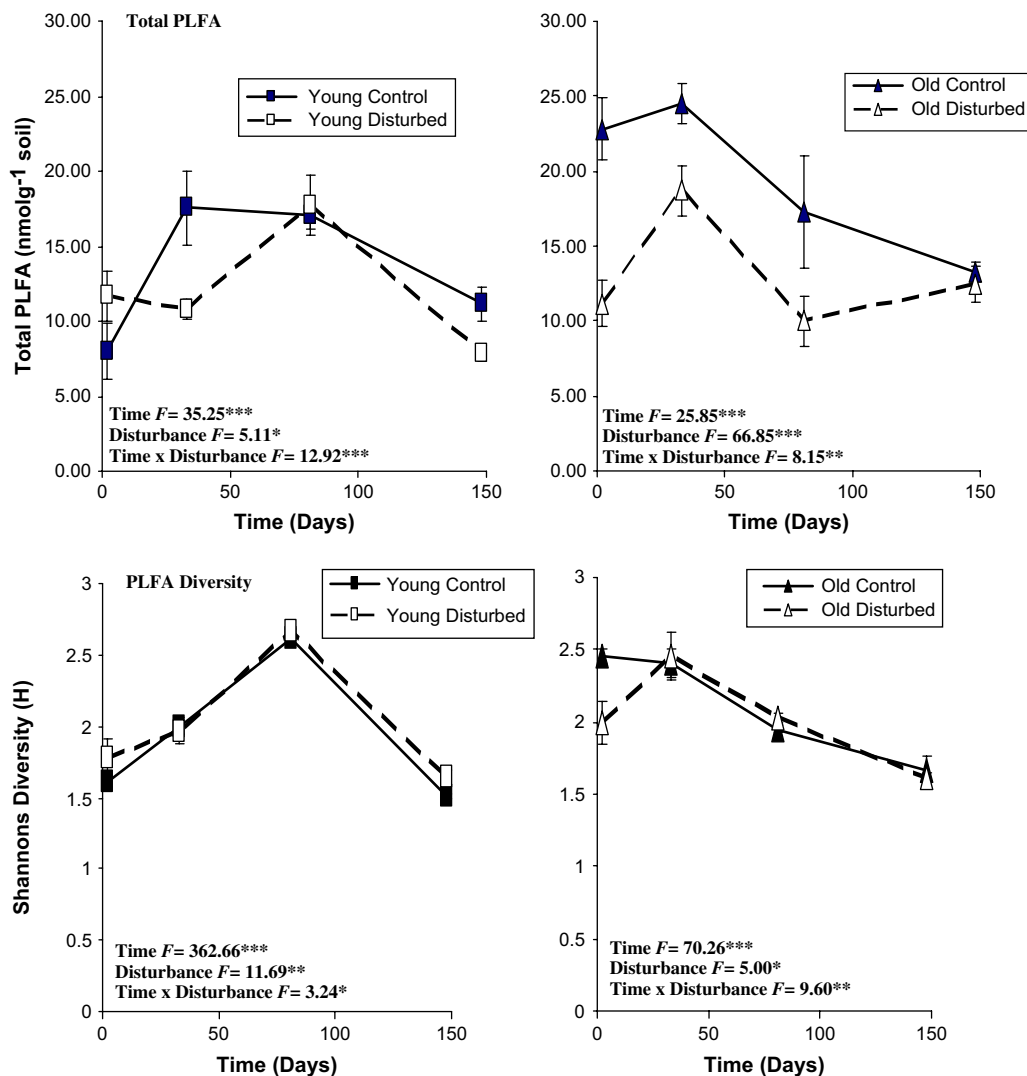 Total PLFA
30.00
25.00
20.00
15.00
10.00
5.00
0.00
Total PLFA (nmolg-1 soil)
Young Control
Young Disturbed
Time F= 35.25***
Disturbance F= 5.11*
Time x Disturbance F= 12.92***
0
50
100
150
Time (Days)
30.00
25.00
20.00
15.00
10.00
5.00
0.00
Old Control
Old Disturbed
Time F= 25.85***
Disturbance F= 66.85***
Time x Disturbance F= 8.15**
0
50
100
150
Time (Days)
PLFA Diversity
3
2.5
2
1.5
1
0.5
0
Shannons Diversity (H)
Young Control
Young Disturbed
Time F= 362.66***
Disturbance F= 11.69**
Time x Disturbance F= 3.24*
0
50
100
150
Time (Days)
3
2.5
2
1.5
1
0.5
0
Old Control
Old Disturbed
Time F= 70.26***
Disturbance F= 5.00*
Time x Disturbance F= 9.60**
0
50
100
150
Time (Days)